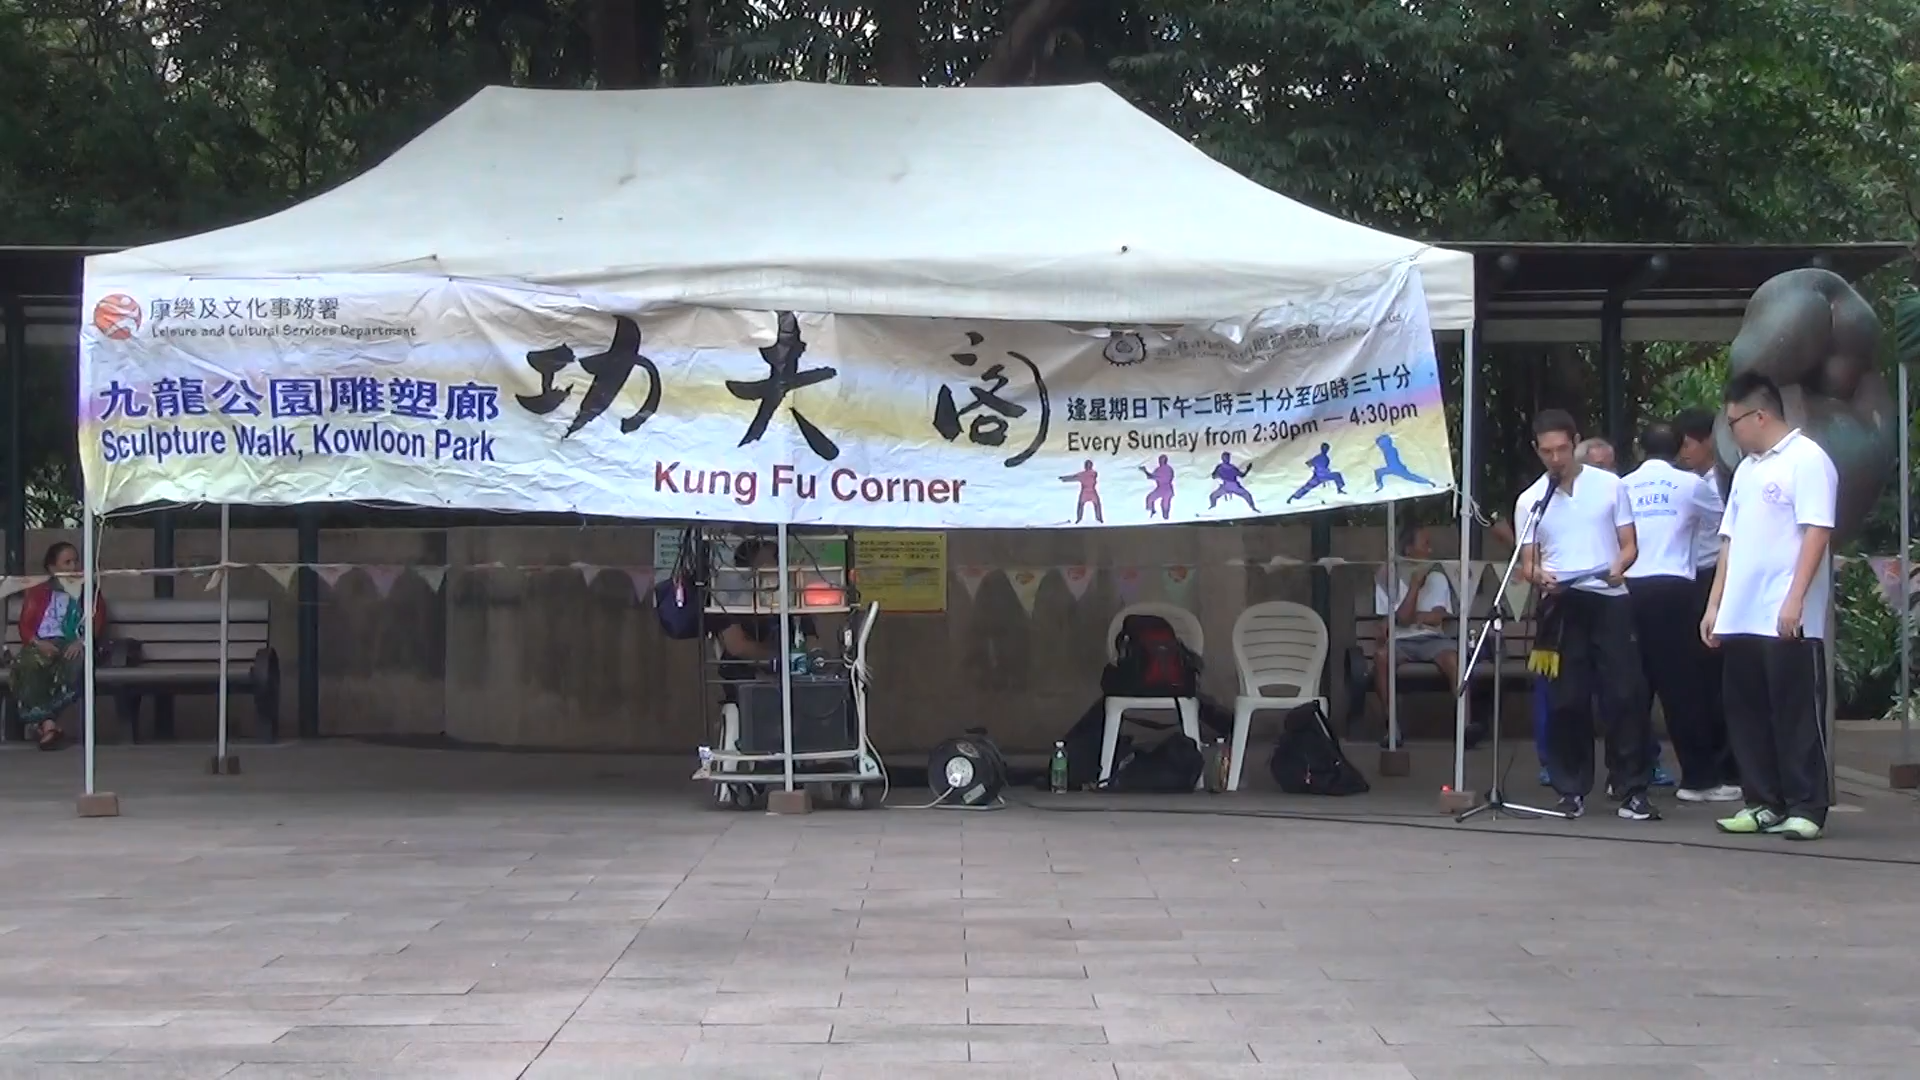 康樂及文化事務署
Leisure and Cultural Services Department
九龍公園雕塑廊
Sculpture Walk, Kowloon Park
功夫閣
Kung Fu Corner
逢星期日下午二時三十分至四時三十分
Every Sunday from 2:30pm — 4:30pm
KUEN